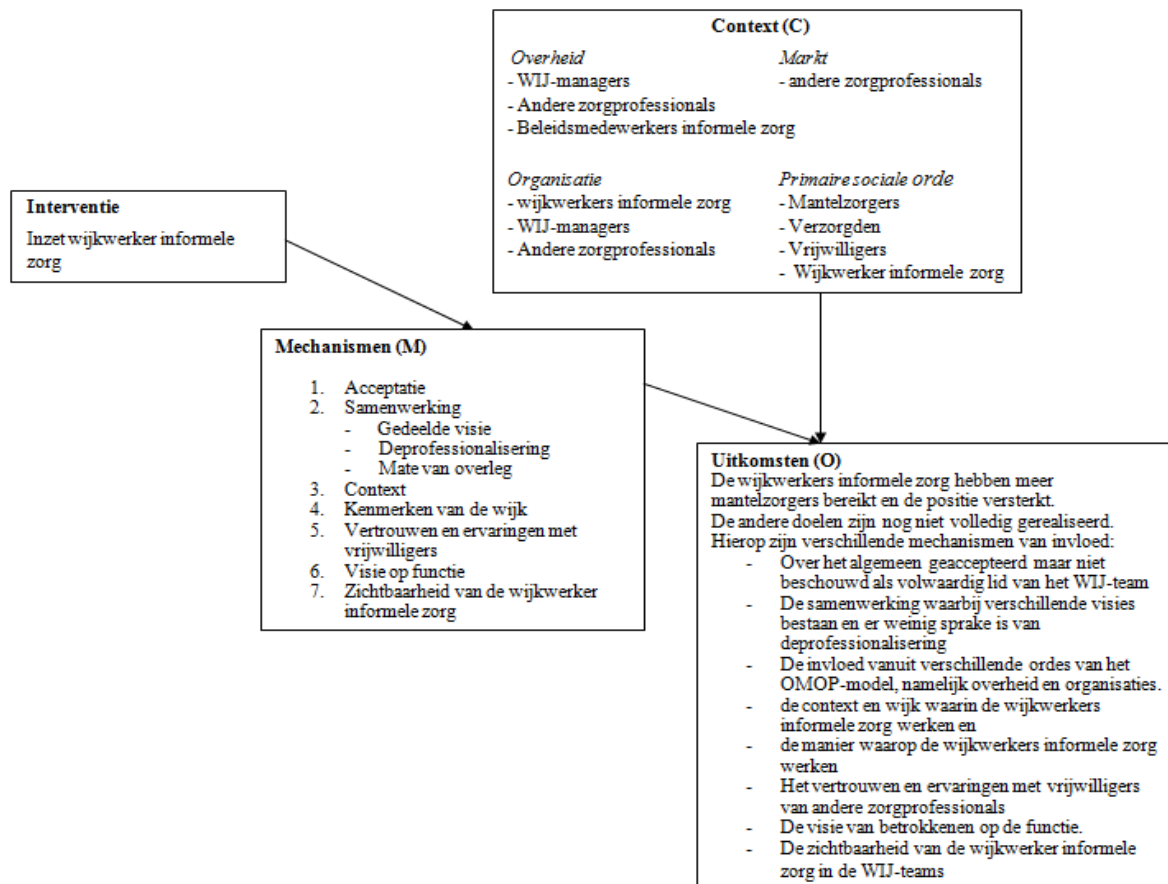 Context (C)
Overheid Markt
- WIJ-managers - andere zorgprofessionals
- Andere zorgprofessionals
- Beleidsmedewerkers informele zorg
Organisatie Primaire sociale orde
- wijkwerkers informele zorg - Mantelzorgers
- WIJ-managers - Verzorgden
- Andere zorgprofessionals - Vrijwilligers
- Wijkwerker informele zorg
Interventie
Inzet wijkwerker informele
zorg
Mechanismen (M)
1. Acceptatie
2. Samenwerking
- Gedeelde visie
- Deprofessionalisering
- Mate van overleg
3. Context
4. Kenmerken van de wijk
5. Vertrouwen en ervaringen met
vrijwilligers
6. Visie op functie
7. Zichtbaarheid van de wijkwerker
informele zorg
Uitkomsten (O)
De wijkwerkers informele zorg hebben meer
mantelzorgers bereikt en de positie versterkt.
De andere doelen zijn nog niet volledig gerealiseerd.
Hierop zijn verschillende mechanismen van invloed:
- Over het algemeen geaccepteerd maar niet
beschouwd als volwaardig lid van het WIJ-team
- De samenwerking waarbij verschillende visies
bestaan en er weinig sprake is van
deprofessionalisering
- De invloed vanuit verschillende ordes van het
OMOP-model, namelijk overheid en organisaties.
- de context en wijk waarin de wijkwerkers
informele zorg werken en
- de manier waarop de wijkwerkers informele zorg
werken
- Het vertrouwen en ervaringen met vrijwilligers
van andere zorgprofessionals
- De visie van betrokkenen op de functie.
- De zichtbaarheid van de wijkwerker informele
zorg in de WIJ-teams